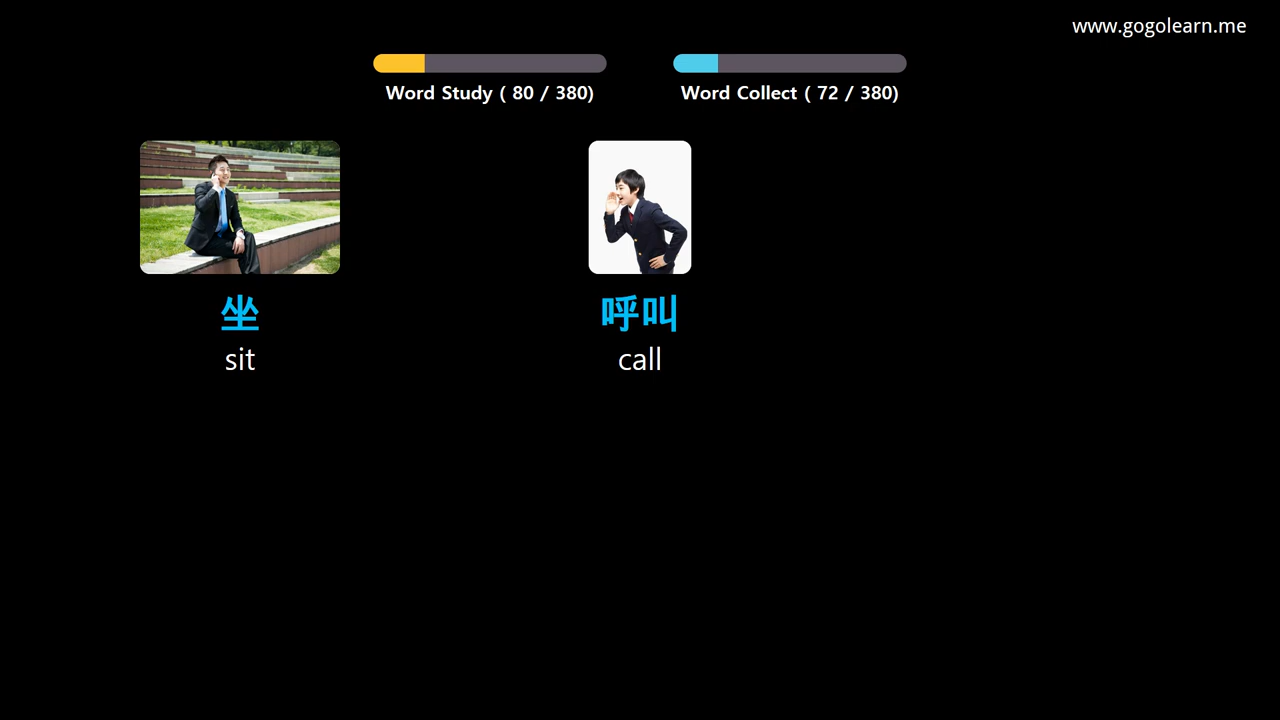 www.gogolearn.me
Word Study ( 80 / 380)
Word Collect ( 72 / 380)
坐
sit
呼叫
call